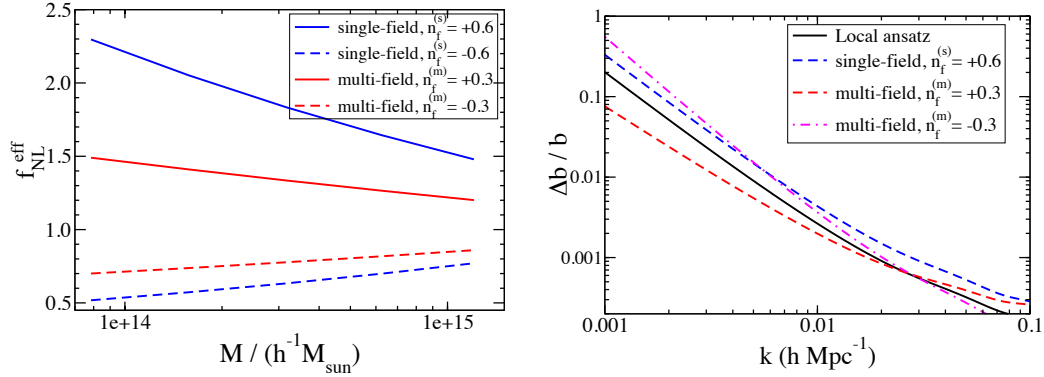 2.5
2.0
1.5
1.0
0.5
f_NL^eff
1e+14
1e+15
M / (h^-1 M_sun)
single-field, n_f^(s) = +0.6
single-field, n_f^(s) = -0.6
multi-field, n_f^(m) = +0.3
multi-field, n_f^(m) = -0.3
1
0.1
0.01
0.001
Δb / b
0.001
0.01
0.1
k (h Mpc^-1)
Local ansatz
single-field, n_f^(s) = +0.6
multi-field, n_f^(m) = +0.3
multi-field, n_f^(m) = -0.3